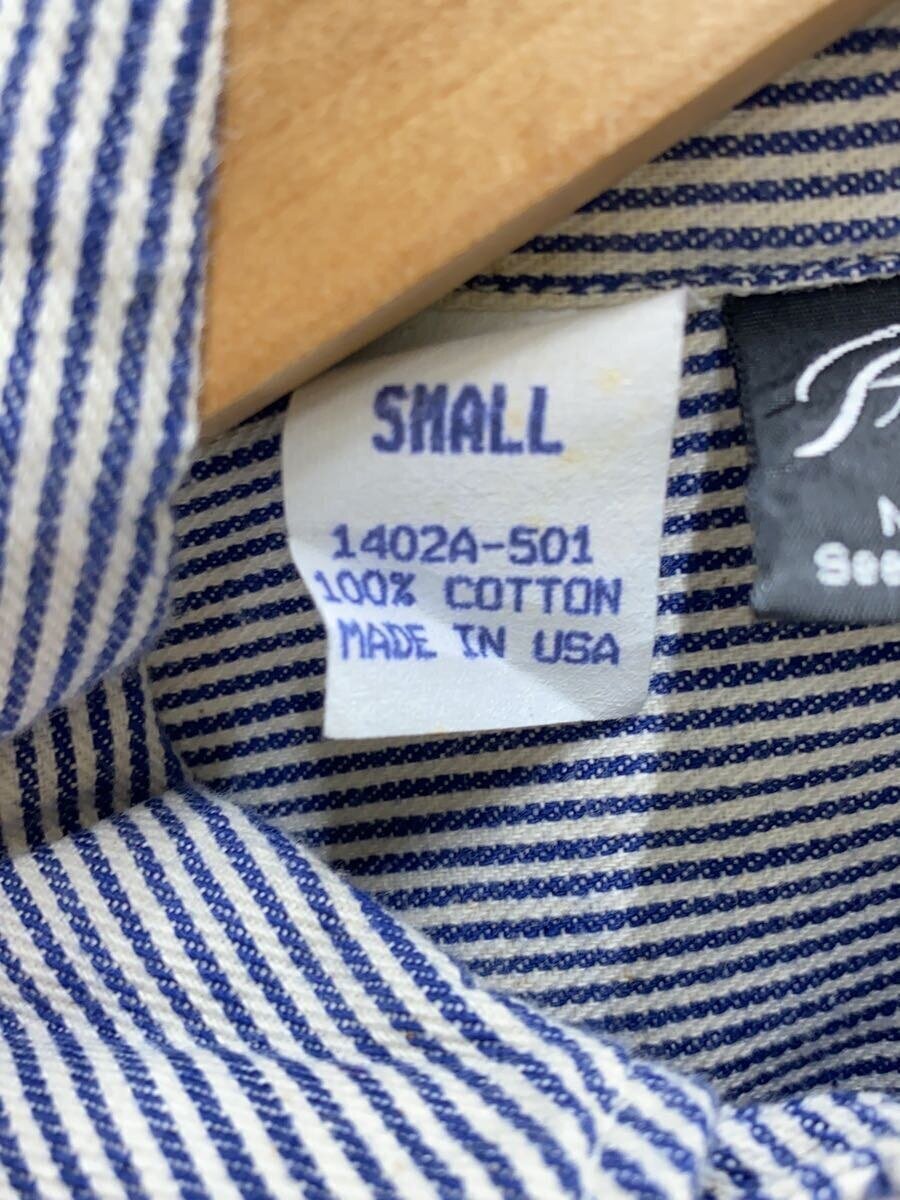 SMALL
1402A-501
100% COTTON
MADE IN USA